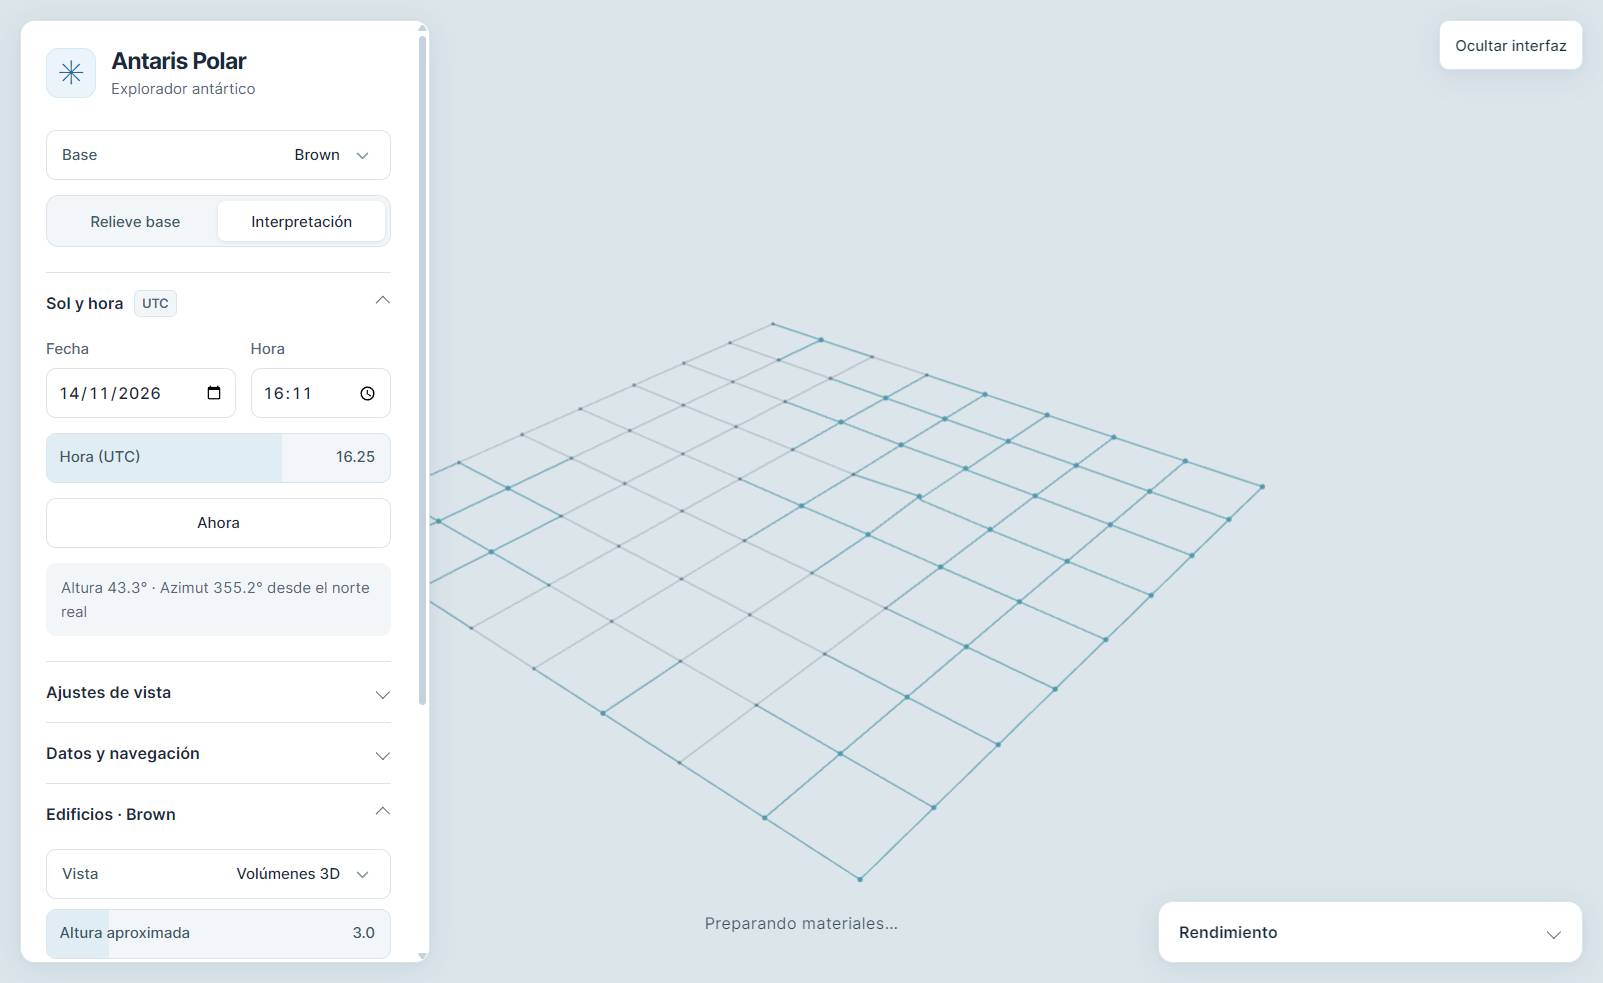 Antaris Polar
Explorador antártico
Ocultar interfaz
Base Brown
Relieve base Interpretación
Sol y hora UTC
Fecha Hora
14/11/2026 16:11
Hora (UTC) 16.25
Ahora
Altura 43.3° · Azimut 355.2° desde el norte
real
Ajustes de vista
Datos y navegación
Edificios · Brown
Vista Volúmenes 3D
Altura aproximada 3.0
Preparando materiales...
Rendimiento